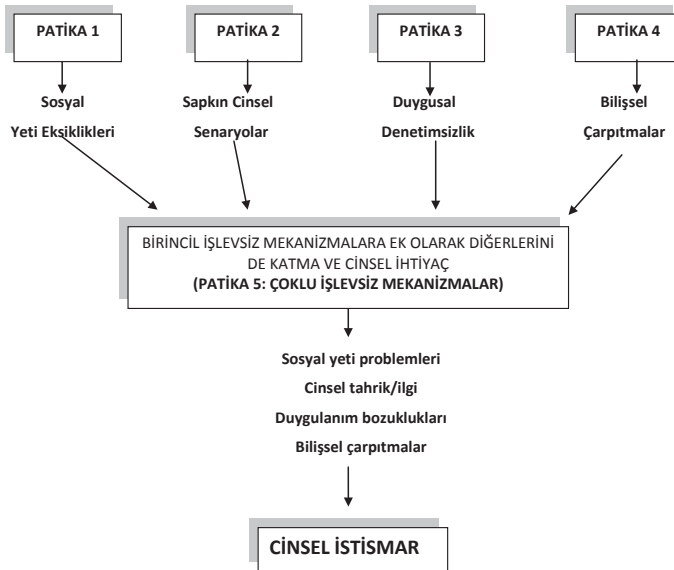 PATİKA 1
PATİKA 2
PATİKA 3
PATİKA 4
Sosyal
Yeti Eksiklikleri
Sapkın Cinsel
Senaryolar
Duygusal
Denetimsizlik
Bilişsel
Çarpıtmalar
BİRİNCİL İŞLEVSİZ MEKANİZMALARA EK OLARAK DİĞERLERİNİ
DE KATMA VE CİNSEL İHTİYAÇ
(PATİKA 5: ÇOKLU İŞLEVSİZ MEKANİZMALAR)
Sosyal yeti problemleri
Cinsel tahrik/ilgi
Duygulanım bozuklukları
Bilişsel çarpıtmalar
CİNSEL İSTİSMAR